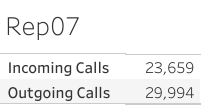 Rep07
Incoming Calls 23,659
Outgoing Calls 29,994